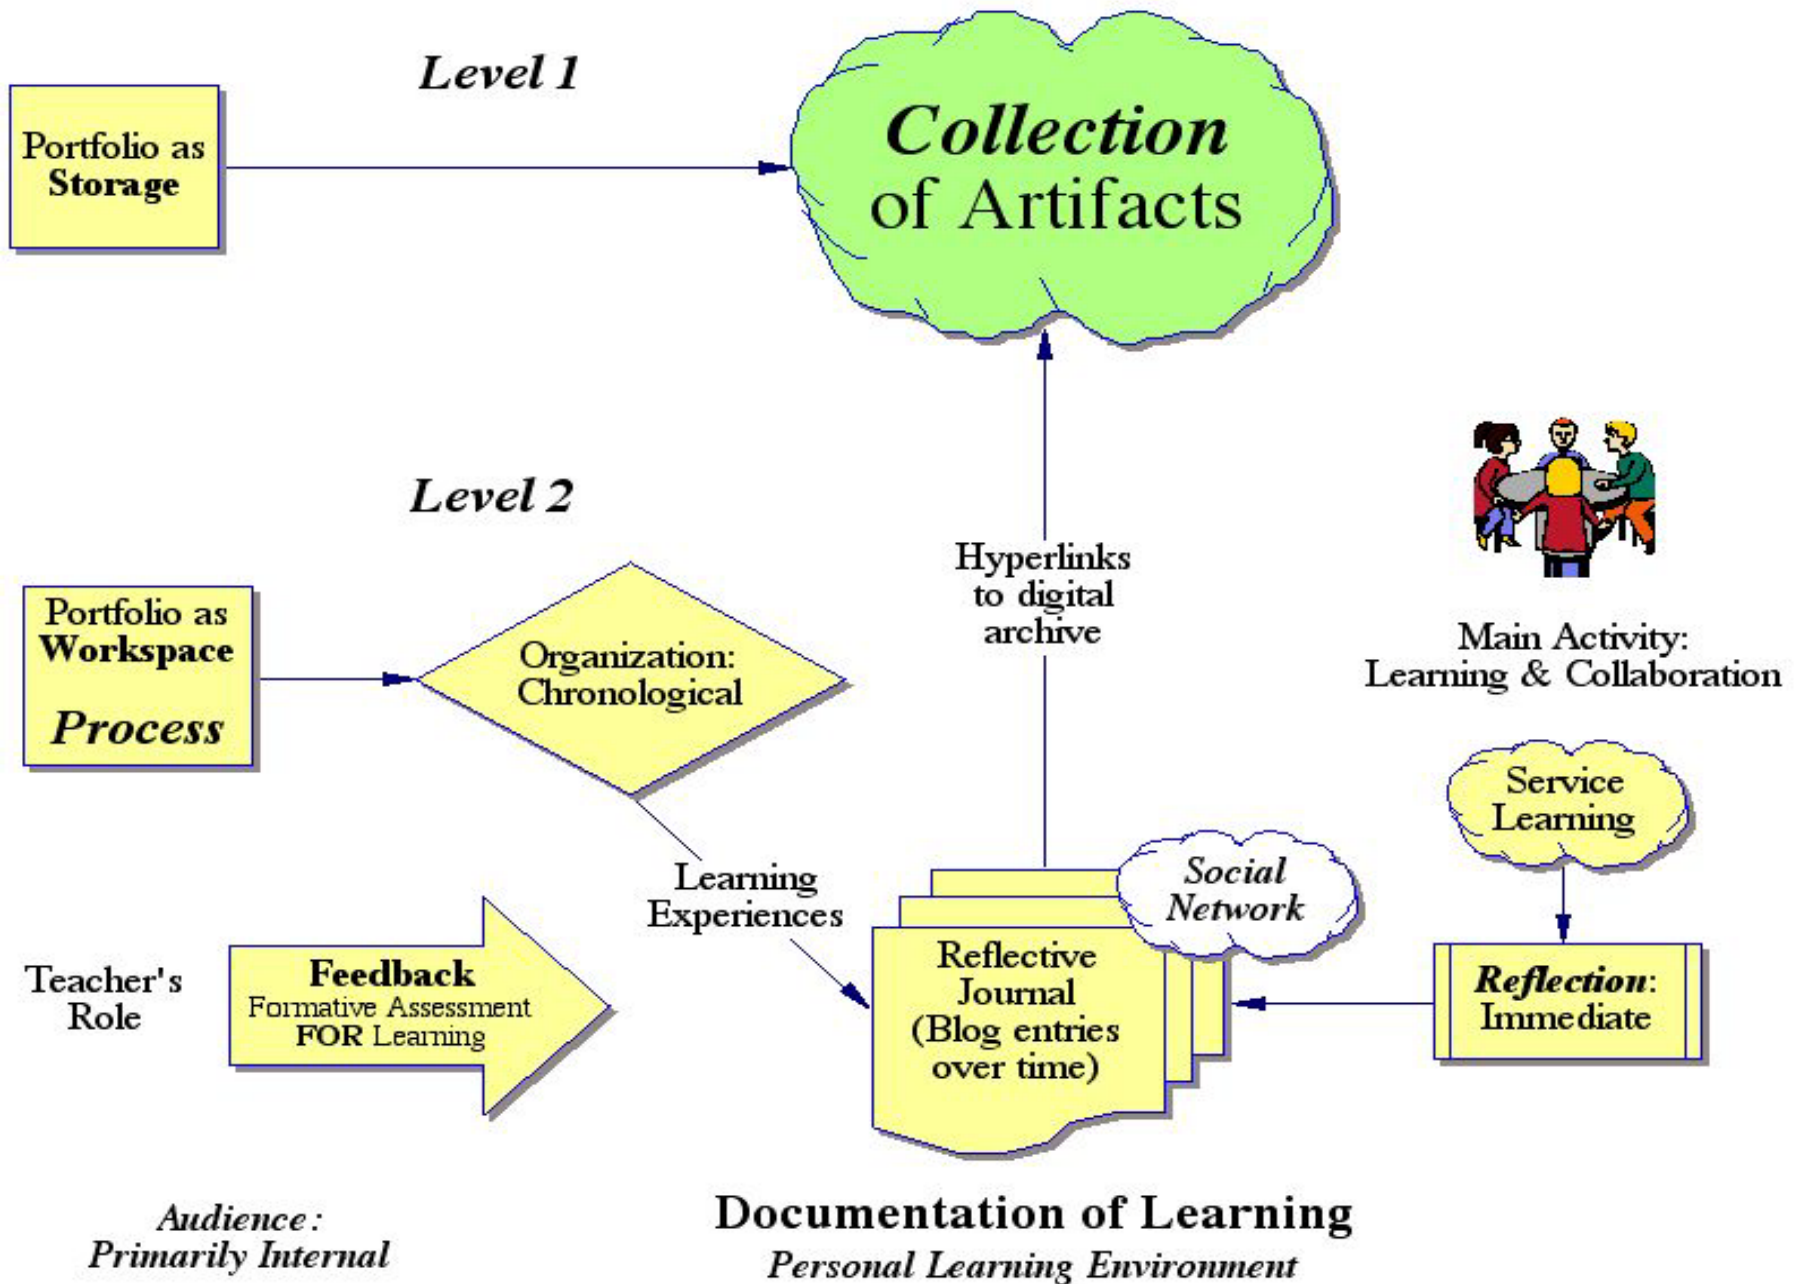 Level 1
Portfolio as
Storage
Collection
of Artifacts
Level 2
Portfolio as
Workspace
Process
Organization:
Chronological
Hyperlinks
to digital
archive
Main Activity:
Learning & Collaboration
Service
Learning
Learning
Experiences
Social
Network
Teacher's
Role
Feedback
Formative Assessment
FOR Learning
Reflective
Journal
(Blog entries
over time)
Reflection:
Immediate
Audience:
Primarily Internal
Documentation of Learning
Personal Learning Environment